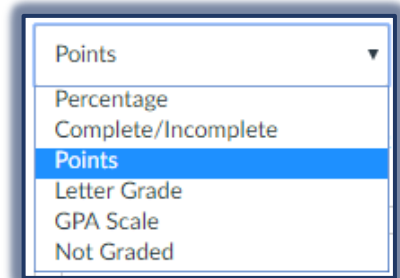 Points
Percentage
Complete/Incomplete
Points
Letter Grade
GPA Scale
Not Graded